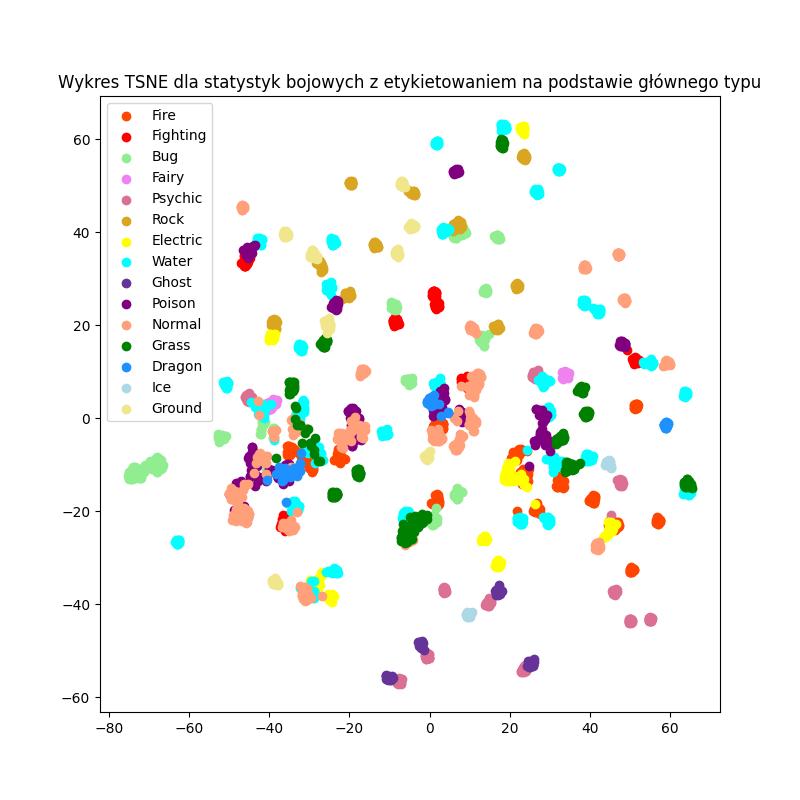 Wykres TSNE dla statystyk bojowych z etykietowaniem na podstawie głównego typu
Fire
Fighting
Bug
Fairy
Psychic
Rock
Electric
Water
Ghost
Poison
Normal
Grass
Dragon
Ice
Ground
60
40
20
0
−20
−40
−60
−80 −60 −40 −20 0 20 40 60